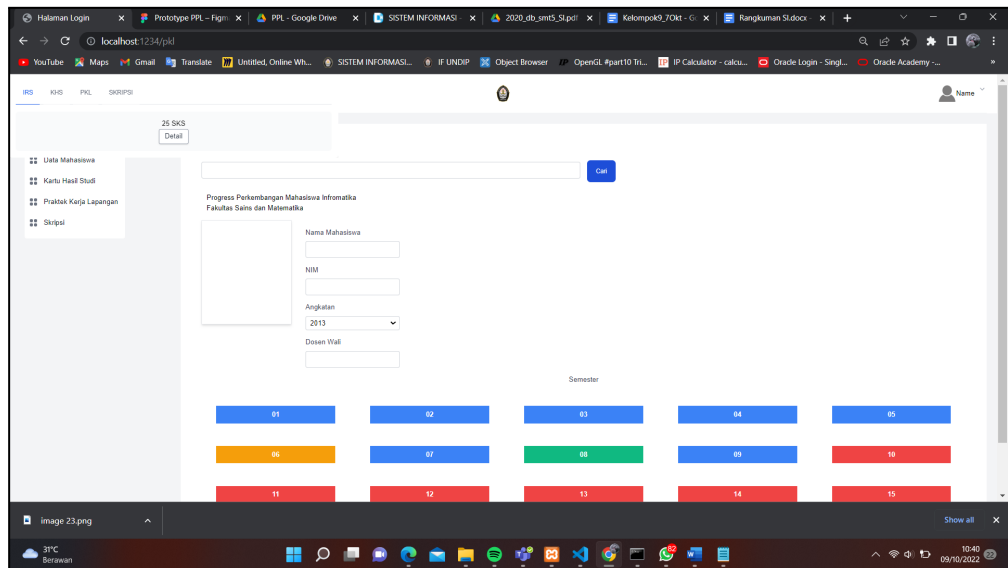 Halaman Login
Prototype PPL – Figm
PPL - Google Drive
SISTEM INFORMASI -
2020_db_smt5_SI.pdf
Kelompok9_7Okt - Go
Rangkuman SI.docx -
localhost:1234/pkl
YouTube
Maps
Gmail
Translate
Untitled, Online Wh...
SISTEM INFORMASI...
IF UNDIP
Object Browser
OpenGL #part10 Tri...
IP Calculator - calcu...
Oracle Login - Singl...
Oracle Academy -...
IRS KHS PKL SKRIPSI
Name
25 SKS
Detail
Data Mahasiswa
Kartu Hasil Studi
Praktek Kerja Lapangan
Skripsi
Cari
Progress Perkembangan Mahasiswa Infromatika
Fakultas Sains dan Matematika
Nama Mahasiswa
NIM
Angkatan
2013
Dosen Wali
Semester
01 02 03 04 05
06 07 08 09 10
11 12 13 14 15
image 23.png
Show all
31°C
Berawan
10:40
09/10/2022
22